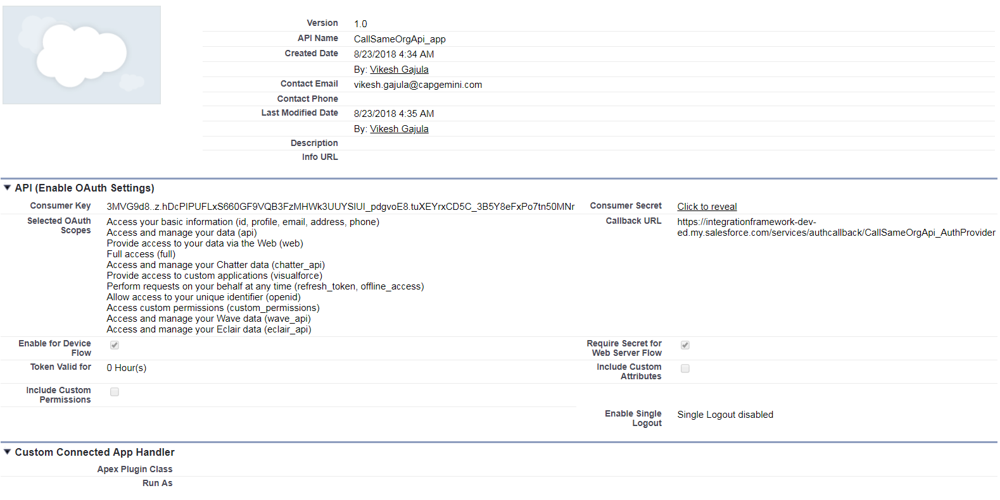 Version 1.0
API Name CallSameOrgApi_app
Created Date 8/23/2018 4:34 AM
By: Vikesh Gajula
Contact Email vikesh.gajula@capgemini.com
Contact Phone
Last Modified Date 8/23/2018 4:35 AM
By: Vikesh Gajula
Description
Info URL
API (Enable OAuth Settings)
Consumer Key 3MVG9d8..z.hDcPIPUFLxS660GF9VQB3FzMHWk3UUYSIUI_pdgvoE8.tuXEYrxCD5C_3B5Y8eFxPo7tn50MNr
Consumer Secret Click to reveal
Selected OAuth
Scopes
Access your basic information (id, profile, email, address, phone)
Access and manage your data (api)
Provide access to your data via the Web (web)
Full access (full)
Access and manage your Chatter data (chatter_api)
Provide access to custom applications (visualforce)
Perform requests on your behalf at any time (refresh_token, offline_access)
Allow access to your unique identifier (openid)
Access custom permissions (custom_permissions)
Access and manage your Wave data (wave_api)
Access and manage your Eclair data (eclair_api)
Callback URL https://integrationframework-dev-
ed.my.salesforce.com/services/authcallback/CallSameOrgApi_AuthProvider
Enable for Device
Flow
Require Secret for
Web Server Flow
Token Valid for 0 Hour(s)
Include Custom
Attributes
Include Custom
Permissions
Enable Single
Logout
Single Logout disabled
Custom Connected App Handler
Apex Plugin Class
Run As